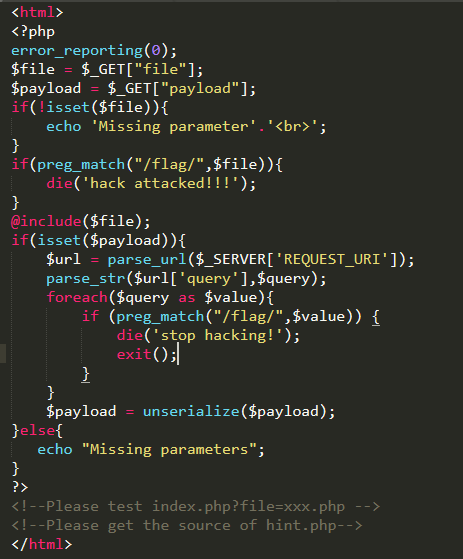 <html>
<?php
error_reporting(0);
$file = $_GET["file"];
$payload = $_GET["payload"];
if(!isset($file)){
    echo 'Missing parameter'.'<br>';
}
if(preg_match("/flag/",$file)){
    die('hack attacked!!!');
}
@include($file);
if(isset($payload)){
    $url = parse_url($_SERVER['REQUEST_URI']);
    parse_str($url['query'],$query);
    foreach($query as $value){
        if (preg_match("/flag/",$value)) {
            die('stop hacking!');
            exit();
        }
    }
    $payload = unserialize($payload);
}else{
   echo "Missing parameters";
}
?>
<!--Please test index.php?file=xxx.php -->
<!--Please get the source of hint.php-->
</html>